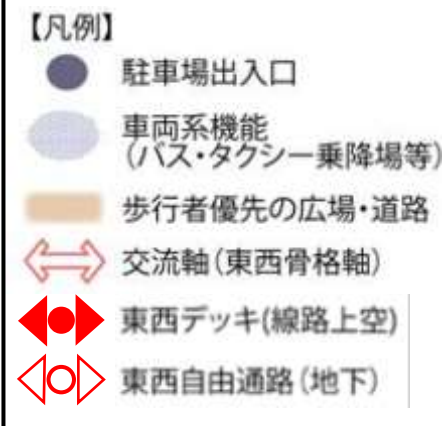 【凡例】
駐車場出入口
車両系機能
（バス・タクシー乗降場等）
歩行者優先の広場・道路
交流軸（東西骨格軸）
東西デッキ(線路上空)
東西自由通路（地下）